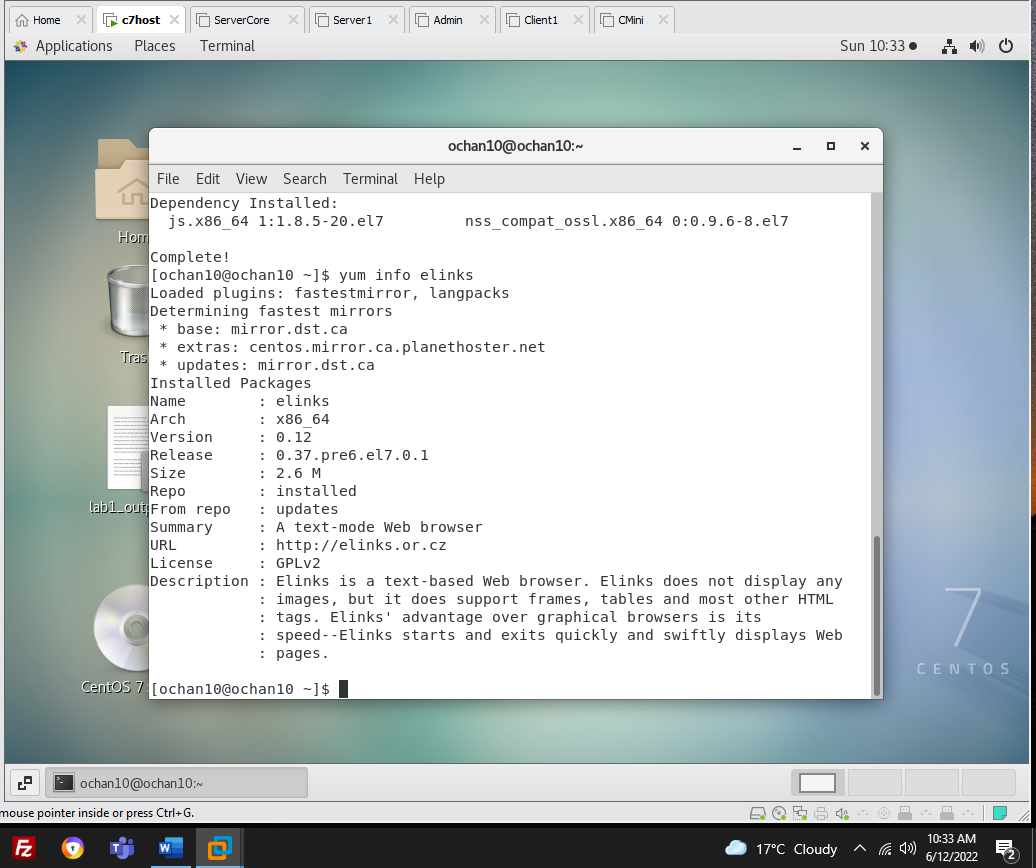 Home
c7host
ServerCore
Server1
Admin
Client1
CMini
Applications Places Terminal
Sun 10:33
Home
Tras
lab1_outp
CentOS 7
7
CENTOS
ochan10@ochan10:~
File Edit View Search Terminal Help
Dependency Installed:
js.x86_64 1:1.8.5-20.el7 nss_compat_ossl.x86_64 0:0.9.6-8.el7
Complete!
[ochan10@ochan10 ~]$ yum info elinks
Loaded plugins: fastestmirror, langpacks
Determining fastest mirrors
* base: mirror.dst.ca
* extras: centos.mirror.ca.planethoster.net
* updates: mirror.dst.ca
Installed Packages
Name : elinks
Arch : x86_64
Version : 0.12
Release : 0.37.pre6.el7.0.1
Size : 2.6 M
Repo : installed
From repo : updates
Summary : A text-mode Web browser
URL : http://elinks.or.cz
License : GPLv2
Description : Elinks is a text-based Web browser. Elinks does not display any
: images, but it does support frames, tables and most other HTML
: tags. Elinks' advantage over graphical browsers is its
: speed--Elinks starts and exits quickly and swiftly displays Web
: pages.
[ochan10@ochan10 ~]$
ochan10@ochan10:~
mouse pointer inside or press Ctrl+G.
17°C Cloudy
10:33 AM
6/12/2022
2